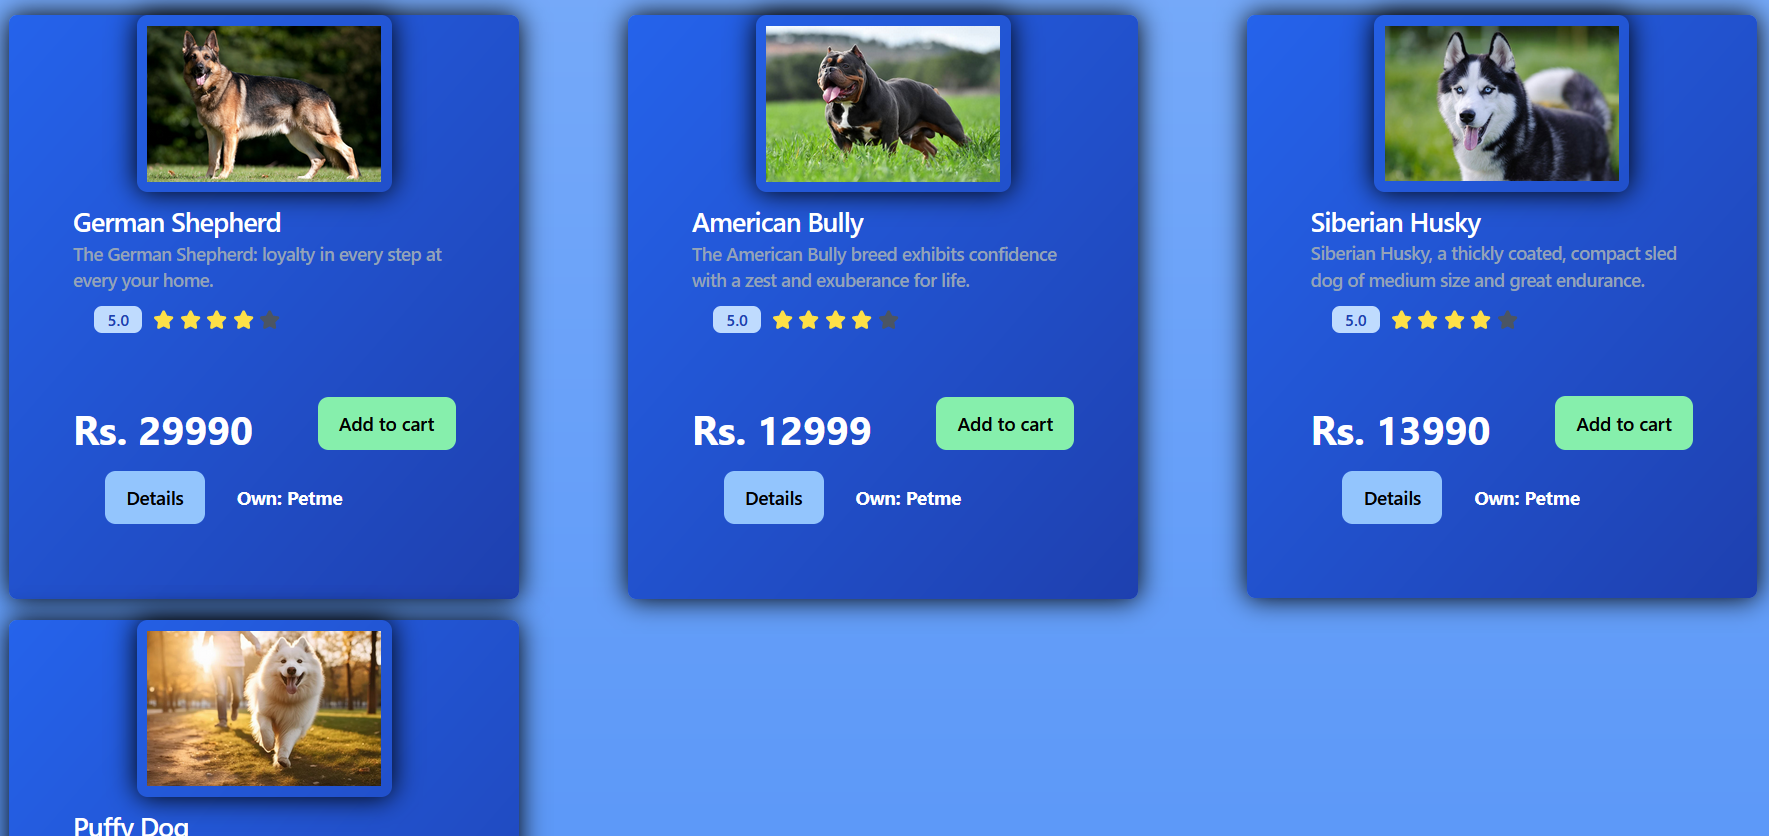 German Shepherd
The German Shepherd: loyalty in every step at
every your home.
5.0
Rs. 29990
Add to cart
Details
Own: Petme
American Bully
The American Bully breed exhibits confidence
with a zest and exuberance for life.
5.0
Rs. 12999
Add to cart
Details
Own: Petme
Siberian Husky
Siberian Husky, a thickly coated, compact sled
dog of medium size and great endurance.
5.0
Rs. 13990
Add to cart
Details
Own: Petme
Puffy Dog